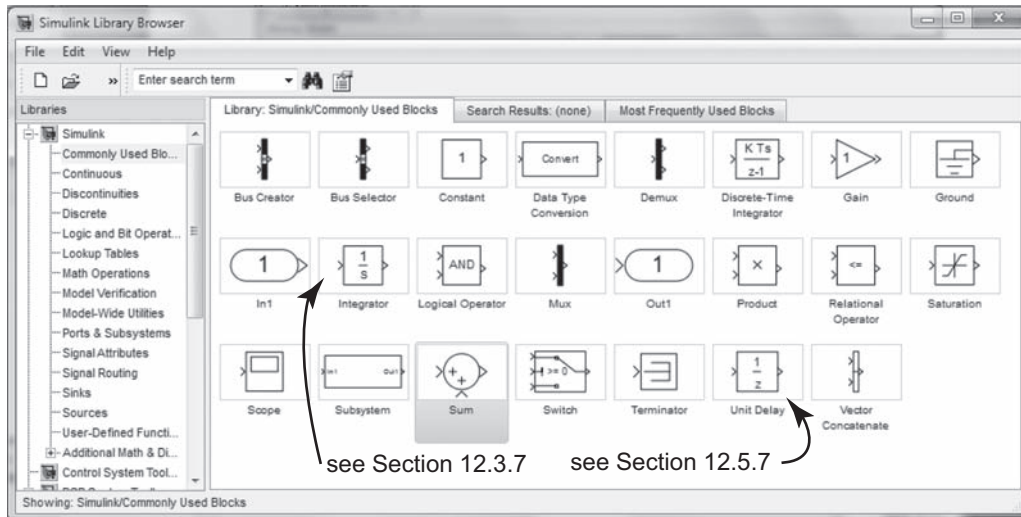 Simulink Library Browser
File Edit View Help
» Enter search term
Libraries
Library: Simulink/Commonly Used Blocks Search Results: (none) Most Frequently Used Blocks
Simulink
Commonly Used Blo...
Continuous
Discontinuities
Discrete
Logic and Bit Operat...
Lookup Tables
Math Operations
Model Verification
Model-Wide Utilities
Ports & Subsystems
Signal Attributes
Signal Routing
Sinks
Sources
User-Defined Functi...
Additional Math & Di...
Control System Tool...
1 Convert K Ts 1
z-1
Bus Creator Bus Selector Constant Data Type Demux Discrete-Time Gain Ground
Conversion Integrator
1 1 AND 1 × <=
s
In1 Integrator Logical Operator Mux Out1 Product Relational Saturation
Operator
In1 Out1 + + >= 0 1
z
Scope Subsystem Sum Switch Terminator Unit Delay Vector
Concatenate
see Section 12.3.7 see Section 12.5.7
Showing: Simulink/Commonly Used Blocks